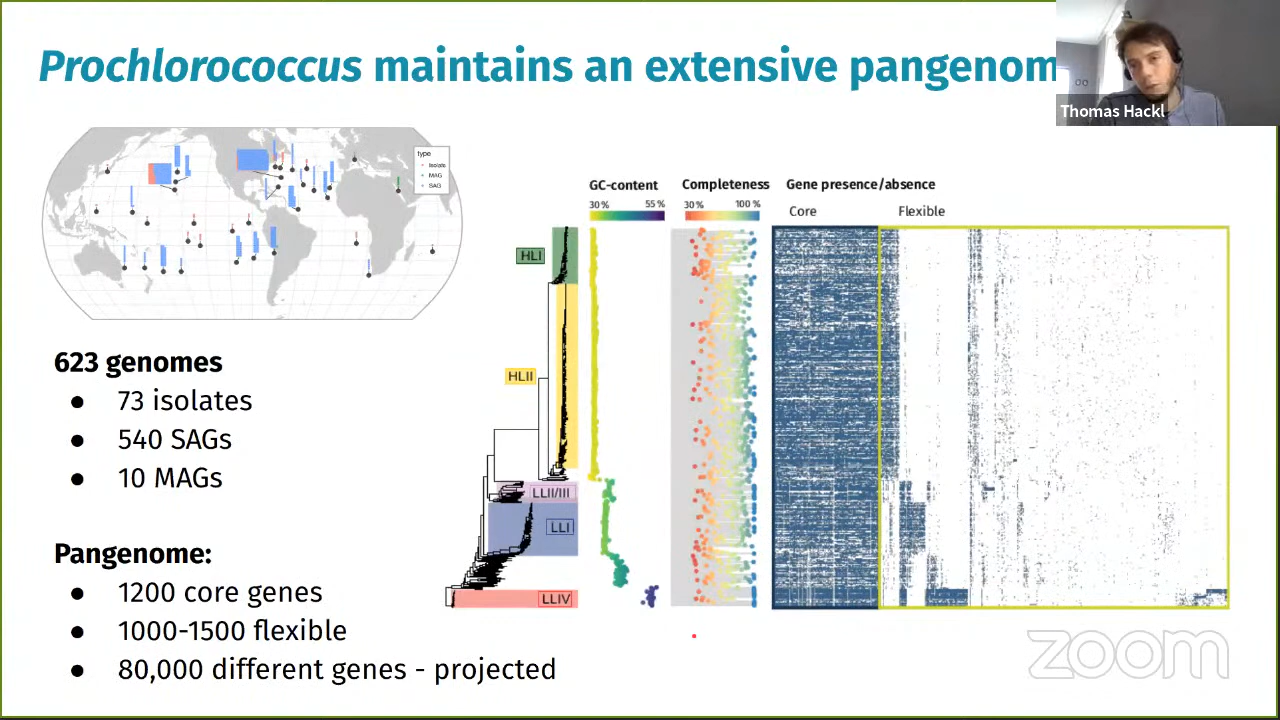 Prochlorococcus maintains an extensive pangenom
Thomas Hackl
type
Isolate
MAG
SAG
GC-content
30 %
55 %
Completeness
30 %
100 %
Gene presence/absence
Core
Flexible
HLI
HLII
LLII/III
LLI
LLIV
623 genomes
● 73 isolates
● 540 SAGs
● 10 MAGs
Pangenome:
● 1200 core genes
● 1000-1500 flexible
● 80,000 different genes - projected
zoom